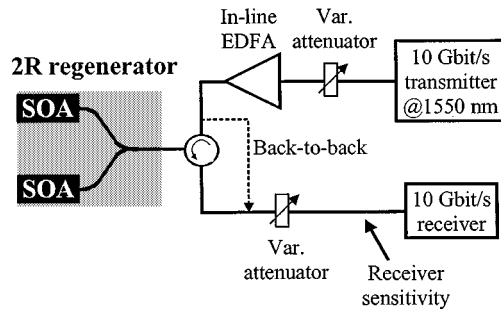 In-line
EDFA
Var.
attenuator
10 Gbit/s
transmitter
@1550 nm
2R regenerator
SOA
SOA
Back-to-back
Var.
attenuator
10 Gbit/s
receiver
Receiver
sensitivity